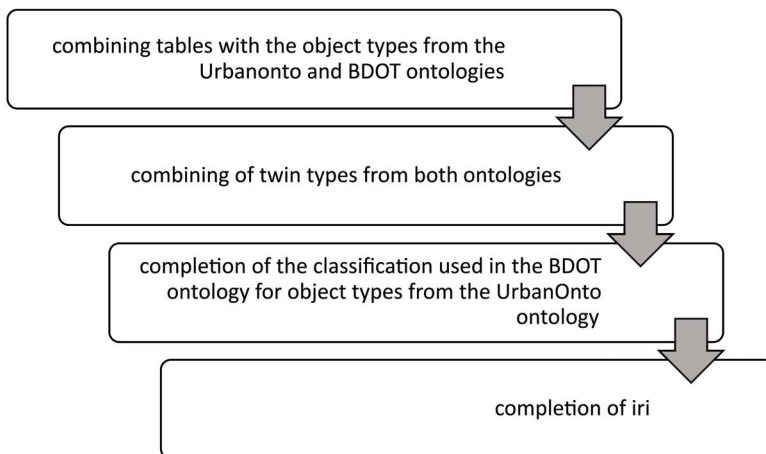 combining tables with the object types from the
Urbanonto and BDOT ontologies
combining of twin types from both ontologies
completion of the classification used in the BDOT
ontology for object types from the UrbanOnto
ontology
completion of iri